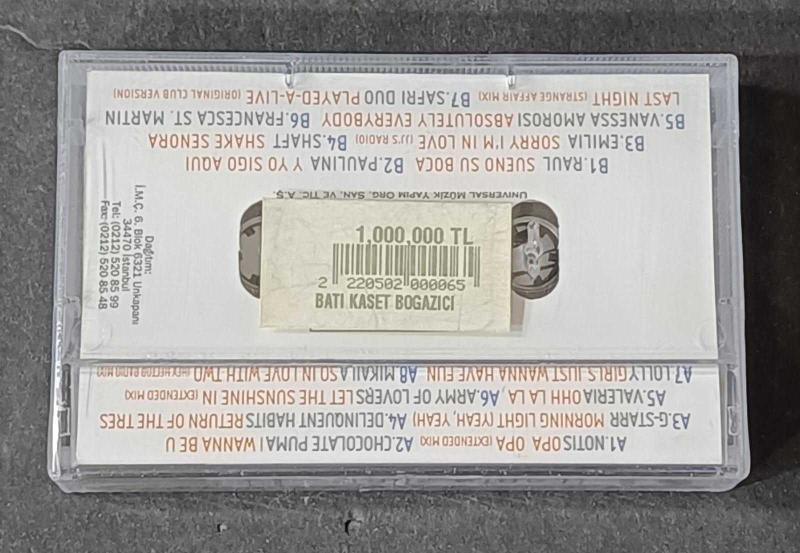 A1.NOTIS OPA OPA (EXTENDED MIX) A2.CHOCOLATE PUMA I WANNA BE U
A3.G-STARR MORNING LIGHT (YEAH, YEAH) A4.DELINQUENT HABITS RETURN OF THE TRES
A5.VALERIA OHH LA LA, A6.ARMY OF LOVERS LET THE SUNSHINE IN (EXTENDED MIX)
A7.LOLLY GIRLS JUST WANNA HAVE FUN A8.MIKAILA SO IN LOVE WITH TWO (HEY HECTOR RADIO MIX)
1,000,000 TL
2 220502 000065
BATI KASET BOGAZICI
UNIVERSAL MÜZİK YAPIM ORG. SAN. VE TİC. A.Ş.
B1.RAUL SUENO SU BOCA B2.PAULINA Y YO SIGO AQUI
B3.EMILIA SORRY I'M IN LOVE (JJ'S RADIO) B4.SHAFT SHAKE SENORA
B5.VANESSA AMOROSI ABSOLUTELY EVERYBODY B6.FRANCESCA ST. MARTIN
LAST NIGHT (STRANGE AFFAIR MIX) B7.SAFRI DUO PLAYED-A-LIVE (ORIGINAL CLUB VERSION)
Dağıtım:
İ.M.Ç. 6. Blok 6321 Unkapanı
34470 İstanbul
Tel: (0212) 520 85 99
Fax: (0212) 520 85 48